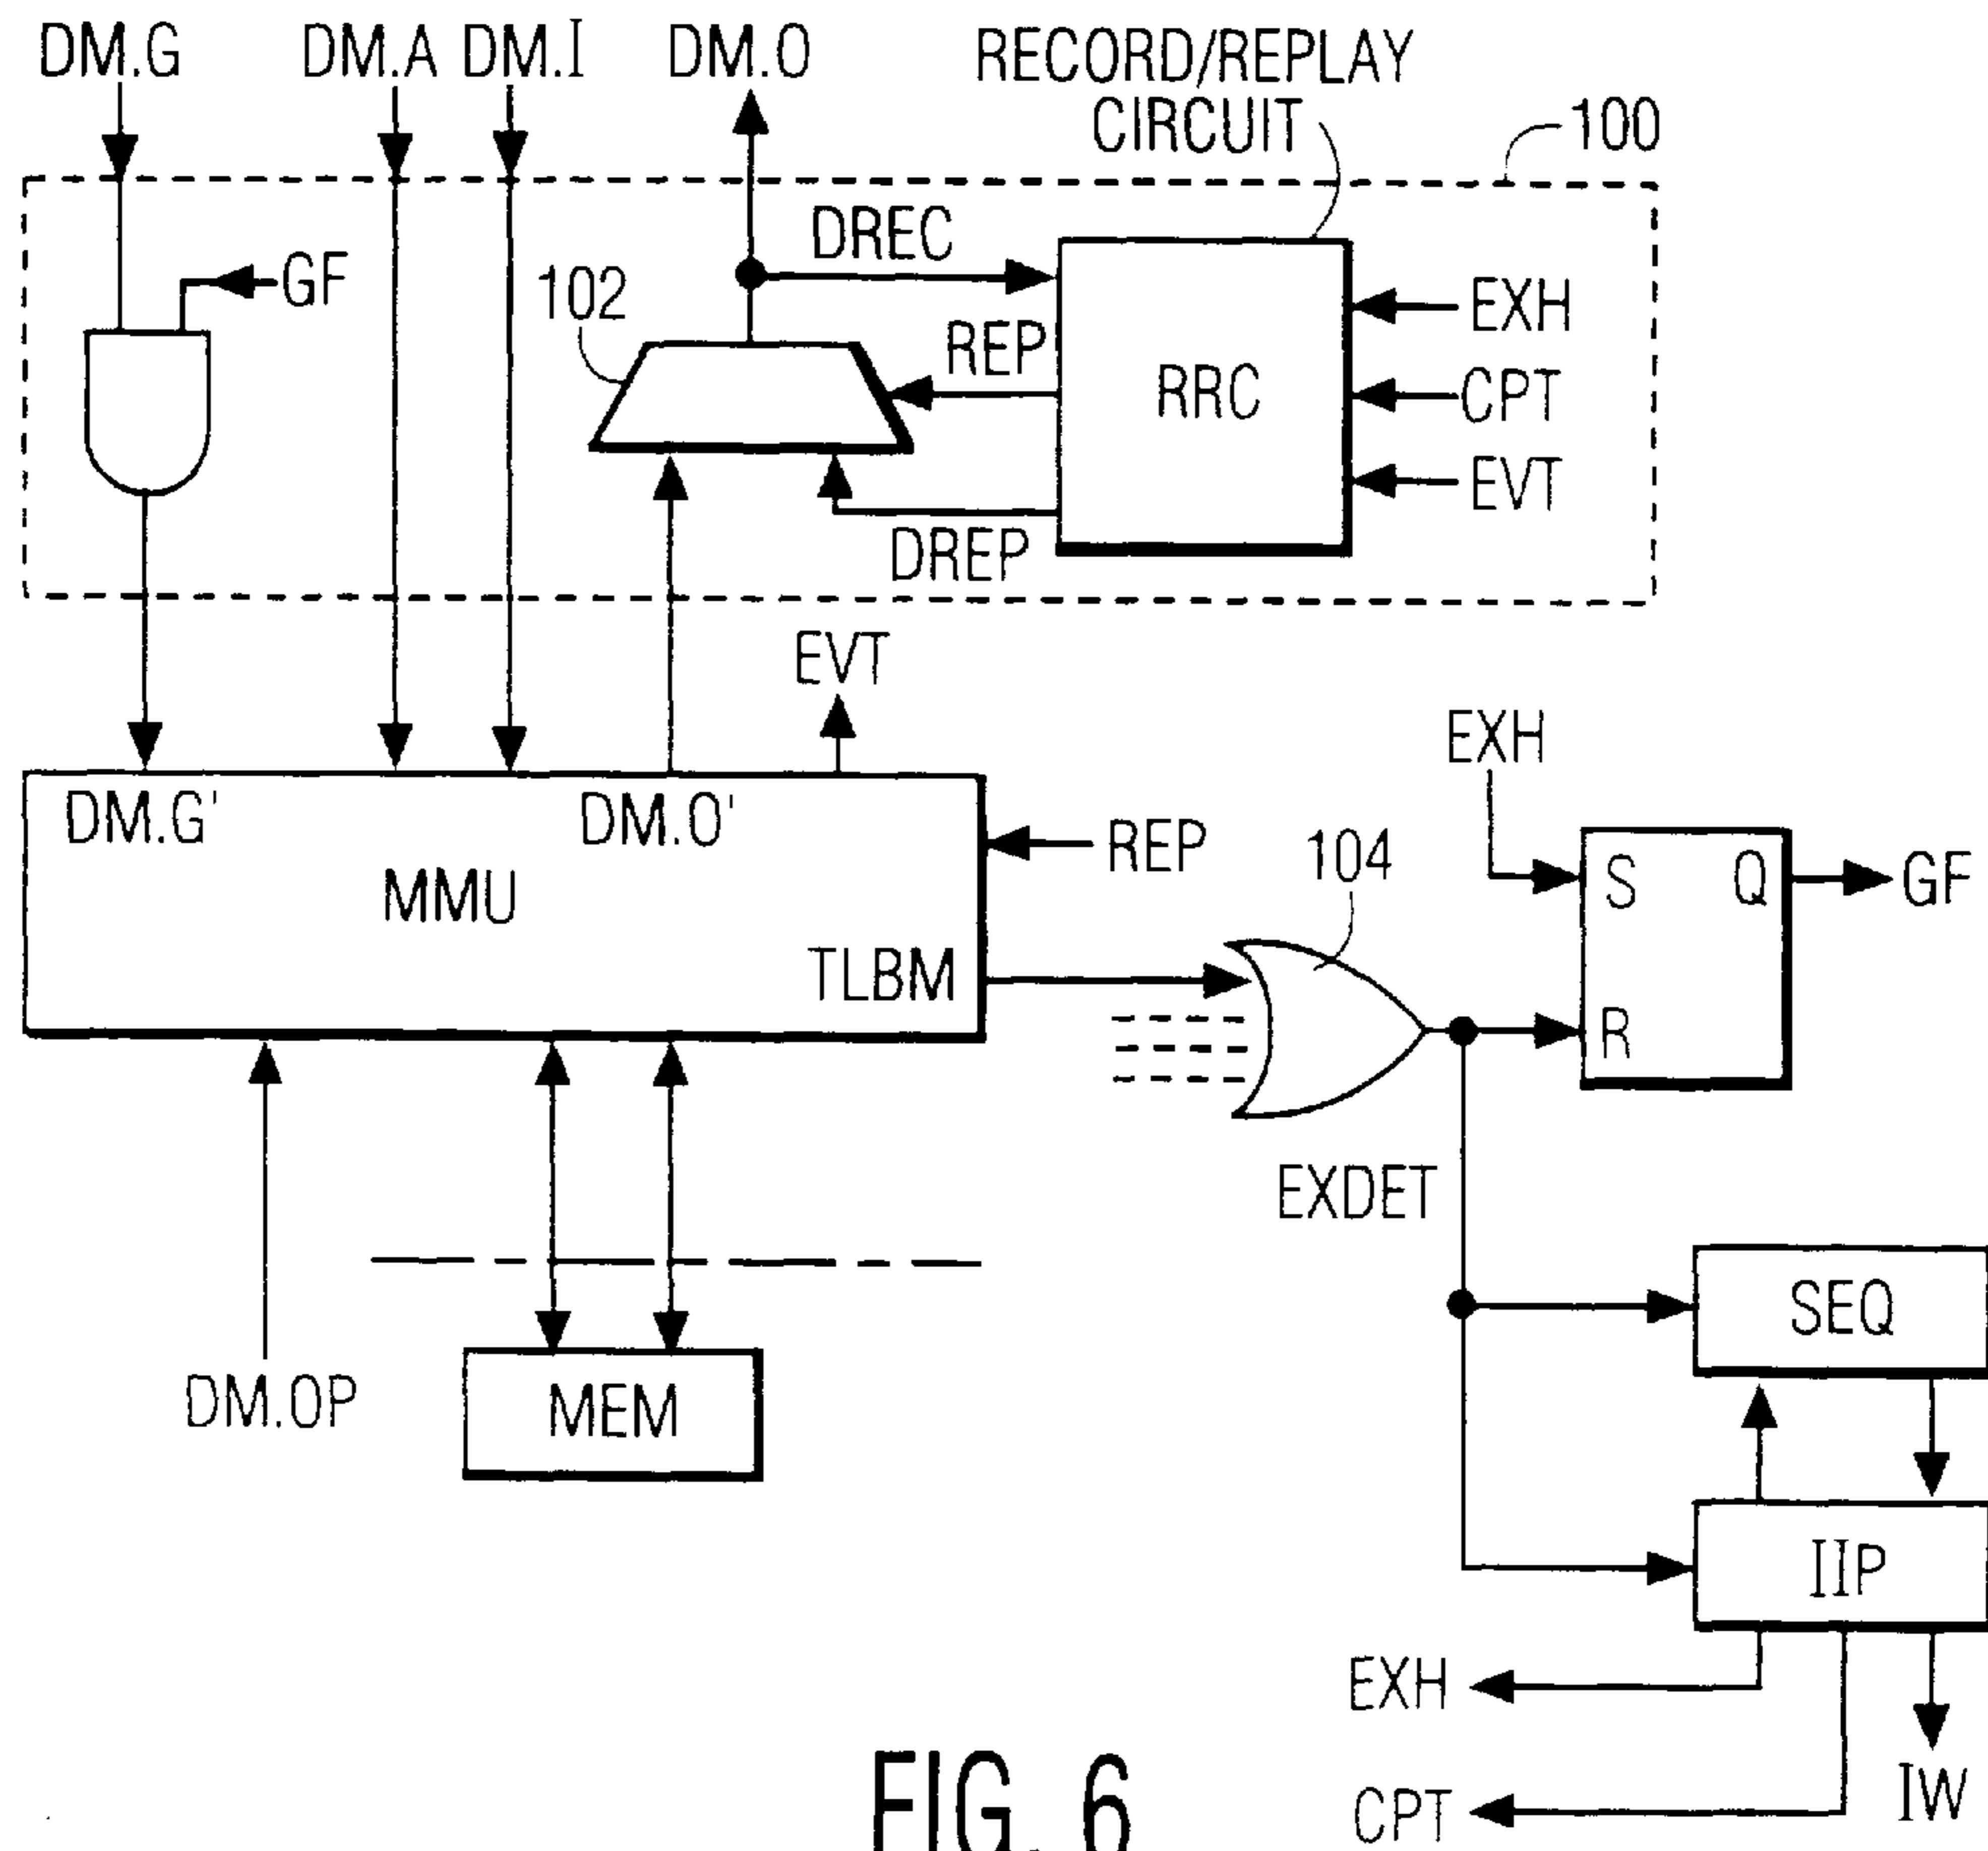 DM.G DM.A DM.I DM.O RECORD/REPLAY
CIRCUIT
100
DREC
GF
102
EXH
REP
RRC
CPT
EVT
DREP
EVT
EXH
DM.G' DM.O'
REP
104
S Q GF
MMU
TLBM
R
EXDET
SEQ
DM.OP
MEM
IIP
EXH
IW
CPT
FIG. 6